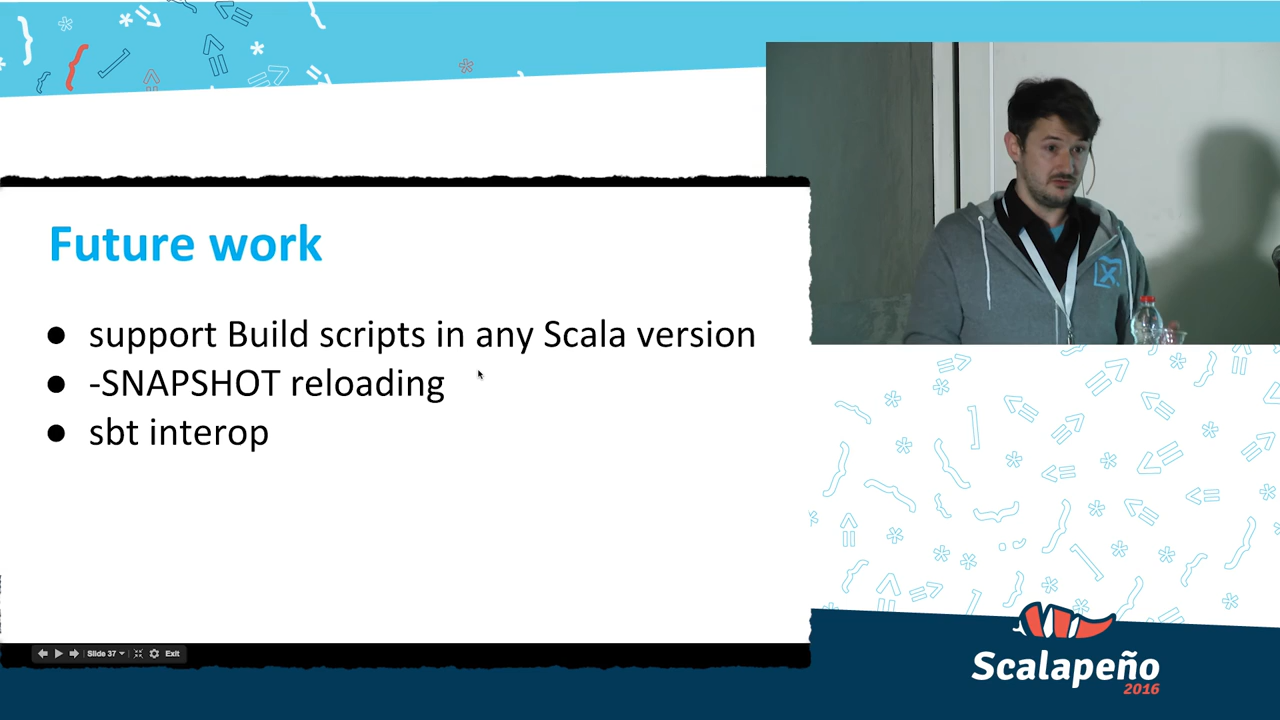 Future work
● support Build scripts in any Scala version
● -SNAPSHOT reloading
● sbt interop
Slide 37
Exit
Scalapeño
2016